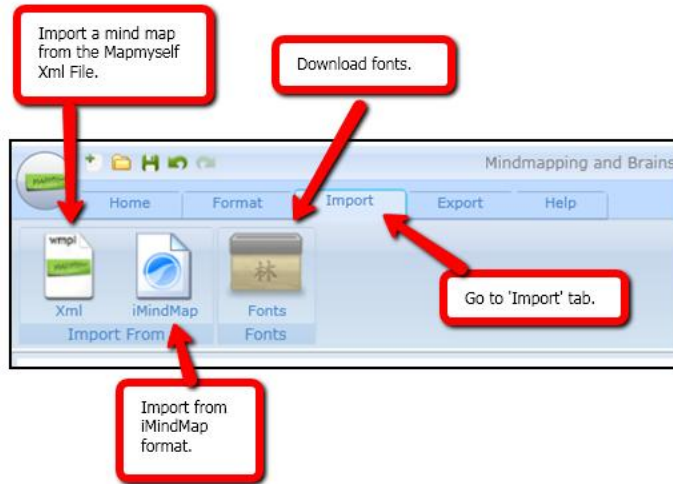 Import a mind map
from the Mapmyself
Xml File.
Download fonts.
Mindmapping and Brains
Home
Format
Import
Export
Help
wmpl
林
Xml
iMindMap
Fonts
Go to 'Import' tab.
Import From
Fonts
Import from
iMindMap
format.